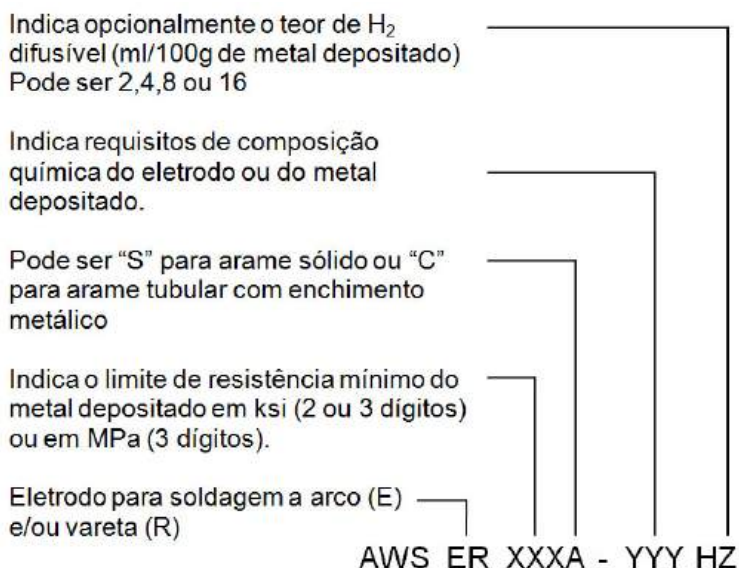 Indica opcionalmente o teor de H₂
difusível (ml/100g de metal depositado)
Pode ser 2,4,8 ou 16
Indica requisitos de composição
química do eletrodo ou do metal
depositado.
Pode ser “S” para arame sólido ou “C”
para arame tubular com enchimento
metálico
Indica o limite de resistência mínimo do
metal depositado em ksi (2 ou 3 dígitos)
ou em MPa (3 dígitos).
Eletrodo para soldagem a arco (E)
e/ou vareta (R)
AWS ER XXXA - YYY HZ